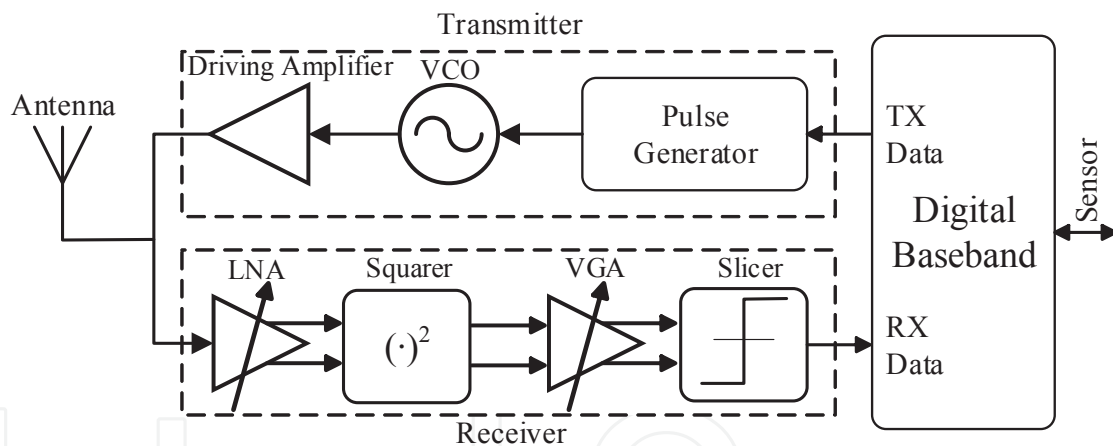 Transmitter
Driving Amplifier
VCO
Antenna
Pulse
Generator
TX
Data
Digital
Baseband
Sensor
LNA
Squarer
VGA
Slicer
(·)²
RX
Data
Receiver